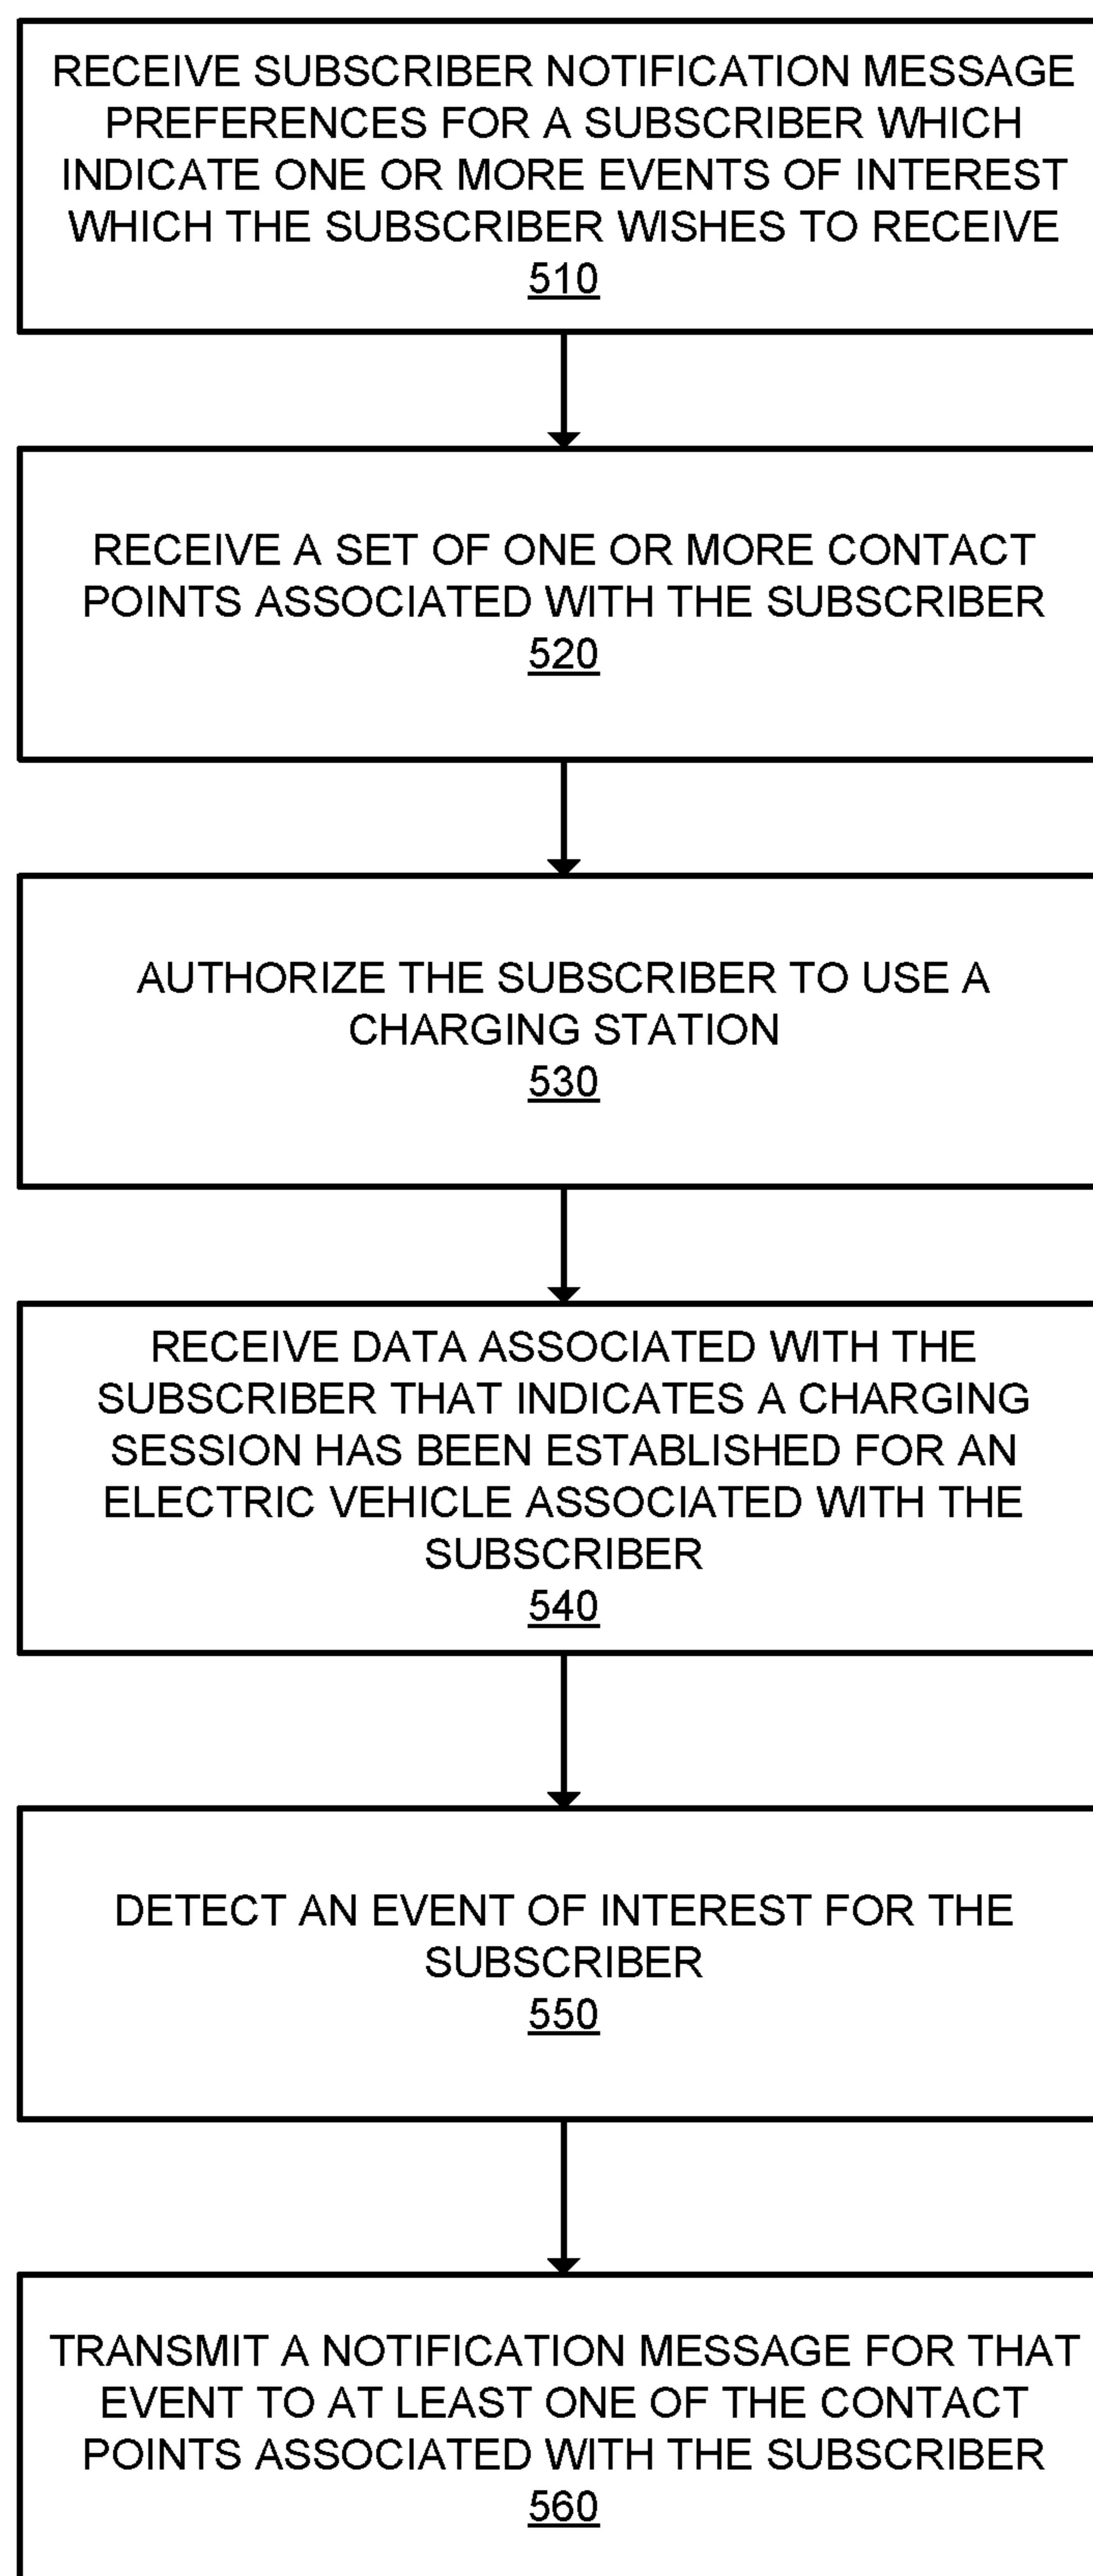 RECEIVE SUBSCRIBER NOTIFICATION MESSAGE
PREFERENCES FOR A SUBSCRIBER WHICH
INDICATE ONE OR MORE EVENTS OF INTEREST
WHICH THE SUBSCRIBER WISHES TO RECEIVE
510
RECEIVE A SET OF ONE OR MORE CONTACT
POINTS ASSOCIATED WITH THE SUBSCRIBER
520
AUTHORIZE THE SUBSCRIBER TO USE A
CHARGING STATION
530
RECEIVE DATA ASSOCIATED WITH THE
SUBSCRIBER THAT INDICATES A CHARGING
SESSION HAS BEEN ESTABLISHED FOR AN
ELECTRIC VEHICLE ASSOCIATED WITH THE
SUBSCRIBER
540
DETECT AN EVENT OF INTEREST FOR THE
SUBSCRIBER
550
TRANSMIT A NOTIFICATION MESSAGE FOR THAT
EVENT TO AT LEAST ONE OF THE CONTACT
POINTS ASSOCIATED WITH THE SUBSCRIBER
560